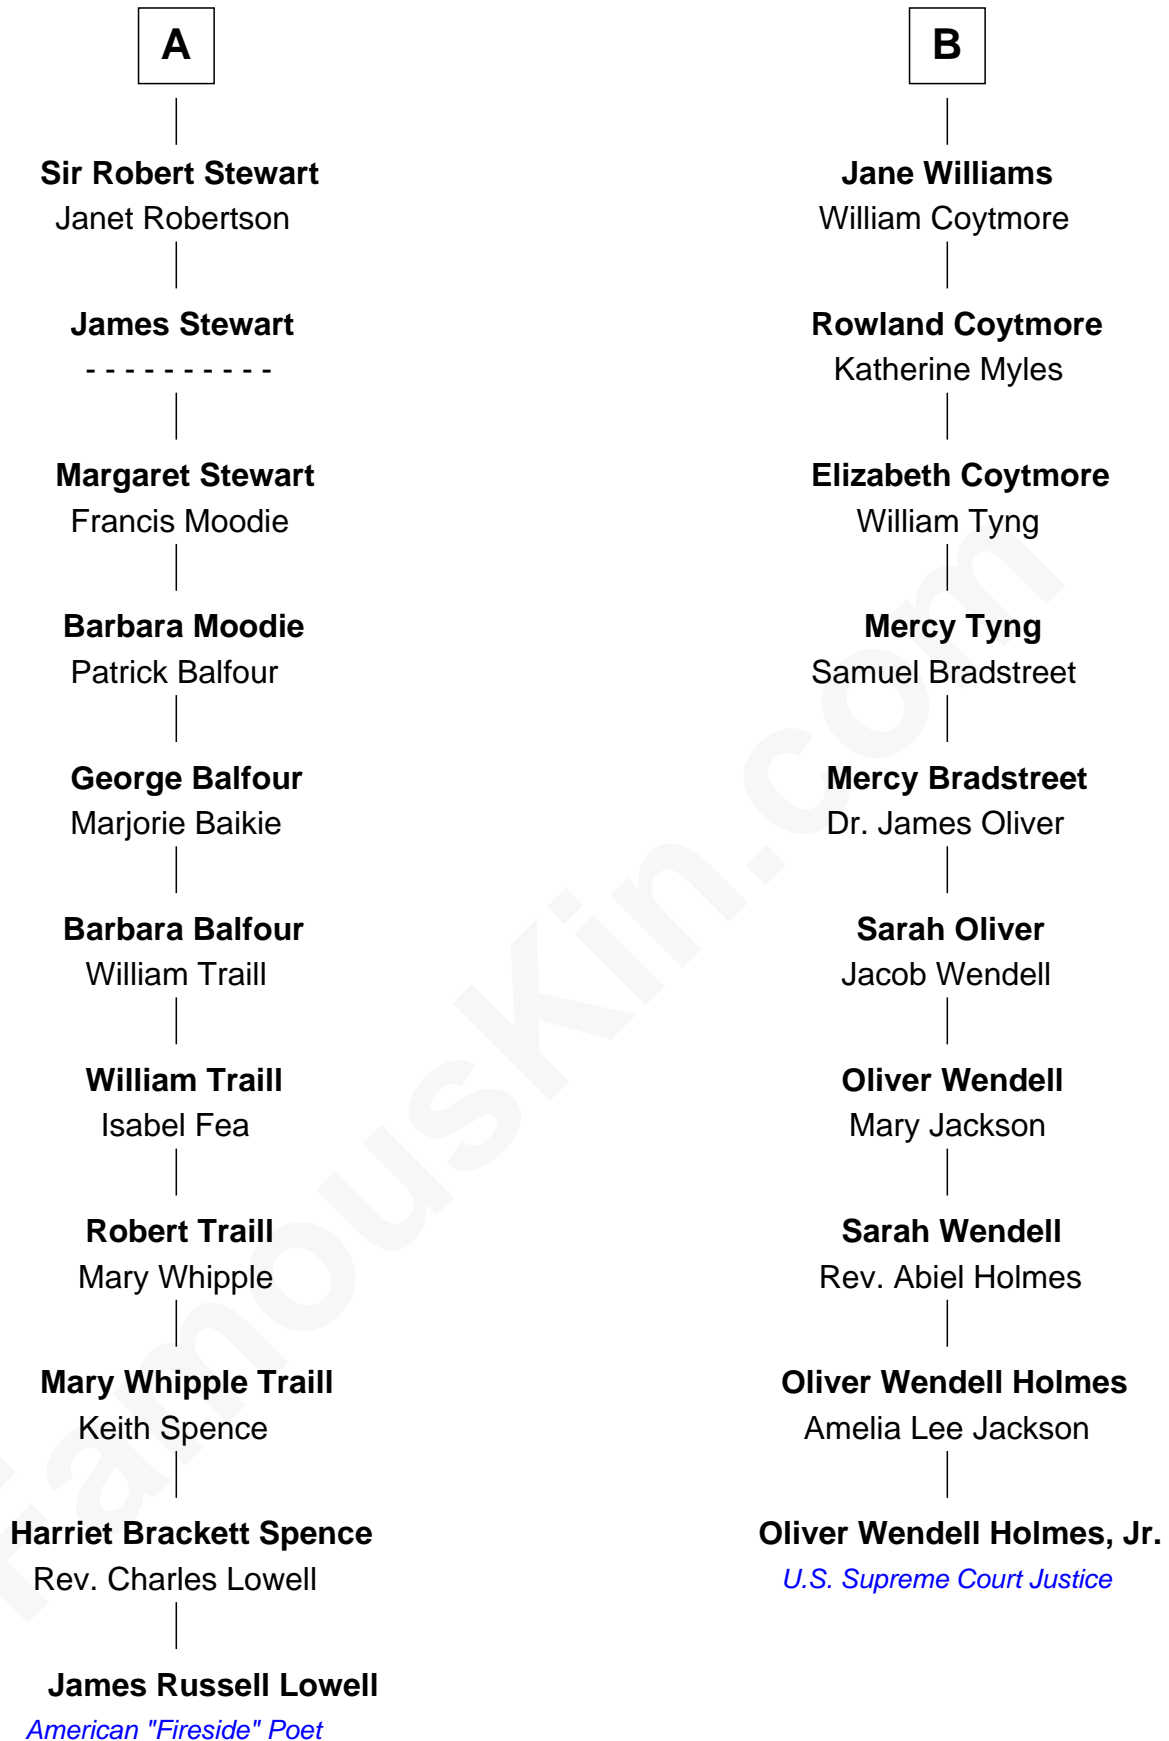 A
Sir Robert Stewart
Janet Robertson
James Stewart
- - - - - - - - - -
Margaret Stewart
Francis Moodie
Barbara Moodie
Patrick Balfour
George Balfour
Marjorie Baikie
Barbara Balfour
William Traill
William Traill
Isabel Fea
Robert Traill
Mary Whipple
Mary Whipple Traill
Keith Spence
Harriet Brackett Spence
Rev. Charles Lowell
James Russell Lowell
American "Fireside" Poet
B
Jane Williams
William Coytmore
Rowland Coytmore
Katherine Myles
Elizabeth Coytmore
William Tyng
Mercy Tyng
Samuel Bradstreet
Mercy Bradstreet
Dr. James Oliver
Sarah Oliver
Jacob Wendell
Oliver Wendell
Mary Jackson
Sarah Wendell
Rev. Abiel Holmes
Oliver Wendell Holmes
Amelia Lee Jackson
Oliver Wendell Holmes, Jr.
U.S. Supreme Court Justice
famouskin.com